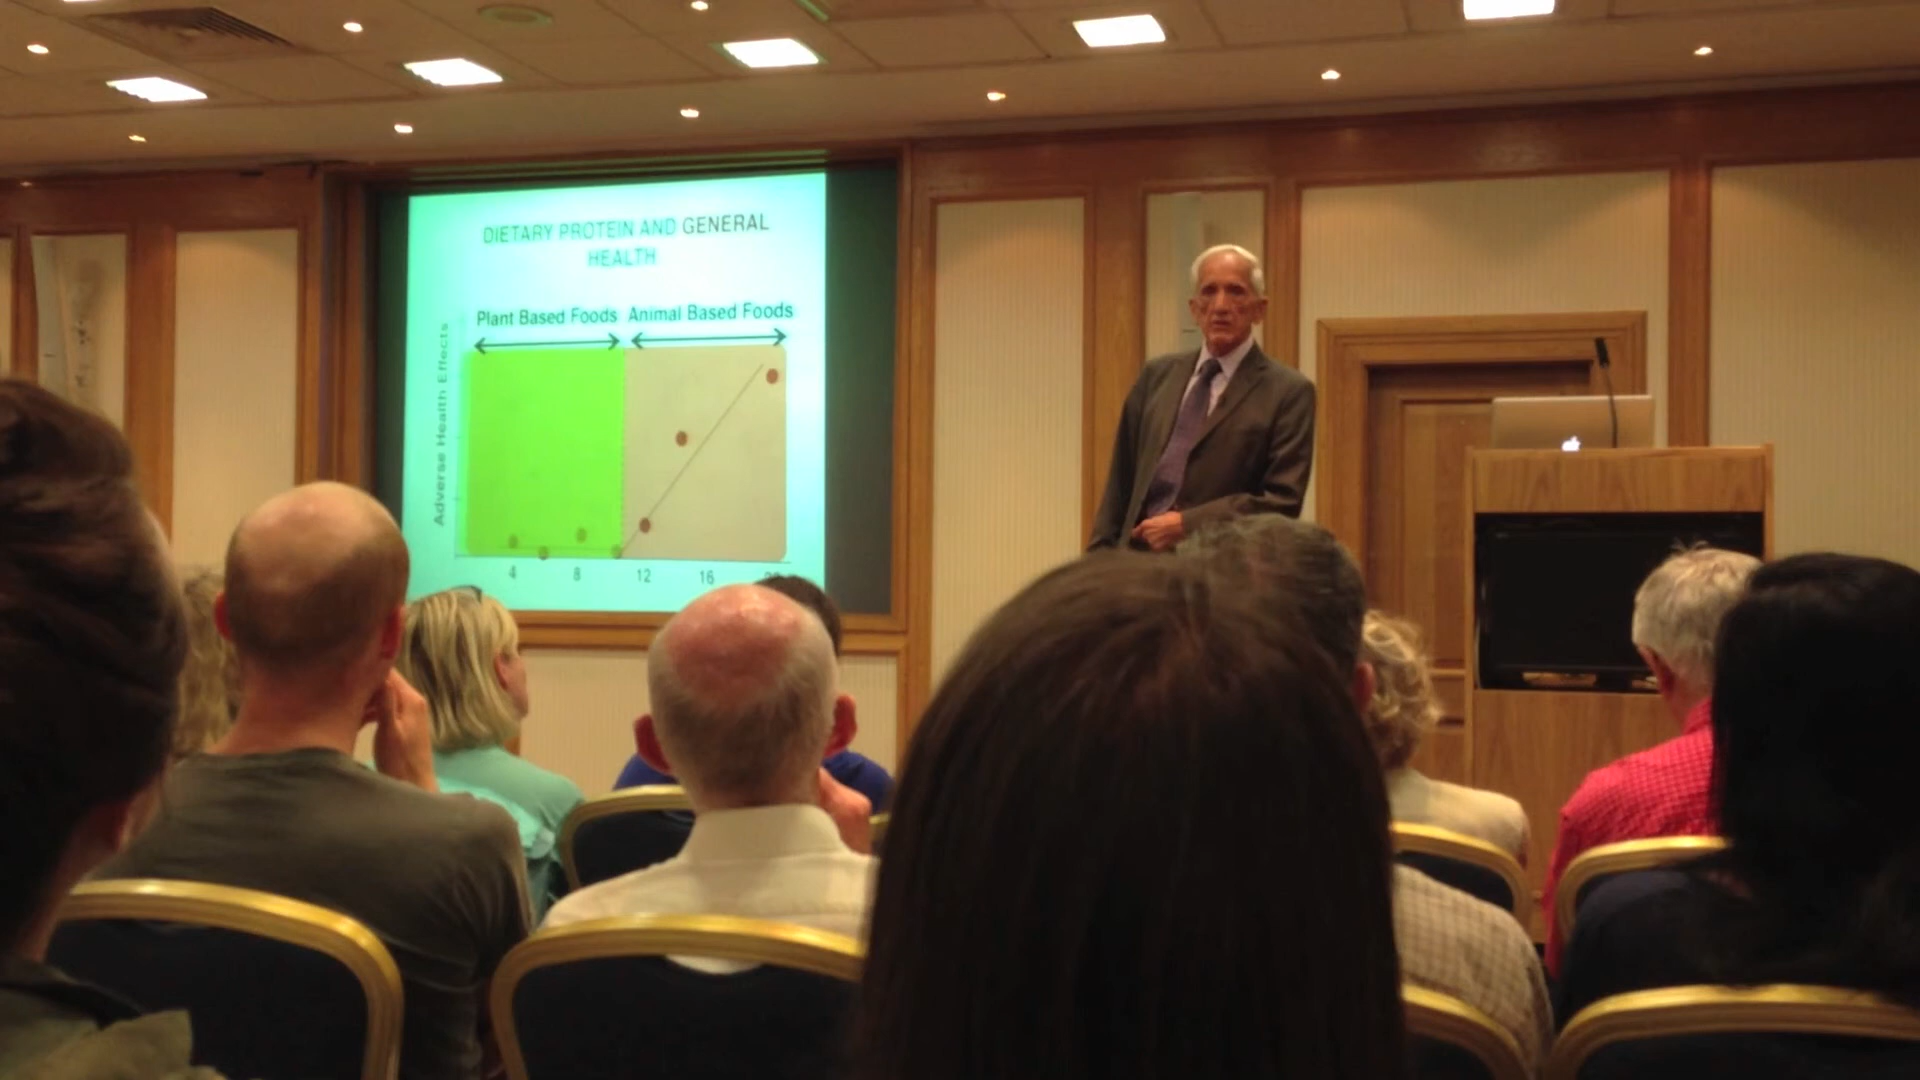 DIETARY PROTEIN AND GENERAL
HEALTH
Plant Based Foods Animal Based Foods
Adverse Health Effects
4 8 12 16